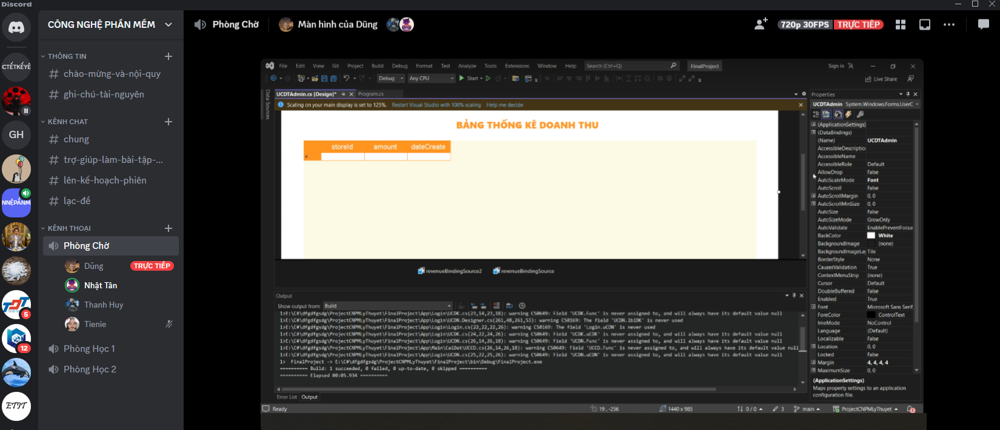 Discord
CÔNG NGHỆ PHẦN MỀM
Phòng Chờ
Màn hình của Dũng
720p 30FPS TRỰC TIẾP
ICTẾTKẾYÊ
GH
NNỆPẦNM
TDT
5
12
ETIT
THÔNG TIN
chào-mừng-và-nội-quy
ghi-chú-tài-nguyên
KÊNH CHAT
chung
trợ-giúp-làm-bài-tập-...
lên-kế-hoạch-phiên
lạc-đề
KÊNH THOẠI
Phòng Chờ
Dũng TRỰC TIẾP
Nhật Tân
Thanh Huy
Tienie
Phòng Học 1
Phòng Học 2
File Edit View Git Project Build Debug Format Test Analyze Tools Extensions Window Help Search (Ctrl+Q) FinalProject Sign in
Debug Any CPU Start Live Share
Data Sources
UCDTAdmin.cs [Design]* Program.cs
Scaling on your main display is set to 125%. Restart Visual Studio with 100% scaling Help me decide
BẢNG THỐNG KÊ DOANH THU
storeId amount dateCreate
*
revenueBindingSource2 revenueBindingSource
Output
Show output from: Build
1>E:\C#\dfgdfgsdg\ProjectCNPMLyThuyet\FinalProject\App\Login\UCDK.cs(23,14,23,18): warning CS0649: Field 'UCDK.Func' is never assigned to, and will always have its default value null
1>E:\C#\dfgdfgsdg\ProjectCNPMLyThuyet\FinalProject\App\Login\UCDN.Designer.cs(261,48,261,53): warning CS0169: The field 'UCDN.lblDK' is never used
1>E:\C#\dfgdfgsdg\ProjectCNPMLyThuyet\FinalProject\App\Login\Login.cs(22,22,22,26): warning CS0169: The field 'Login.uCDN' is never used
1>E:\C#\dfgdfgsdg\ProjectCNPMLyThuyet\FinalProject\App\Login\UCDK.cs(24,22,24,26): warning CS0649: Field 'UCDK.uCDK' is never assigned to, and will always have its default value null
1>E:\C#\dfgdfgsdg\ProjectCNPMLyThuyet\FinalProject\App\Login\UCDN.cs(26,14,26,18): warning CS0649: Field 'UCDN.Func' is never assigned to, and will always have its default value null
1>E:\C#\dfgdfgsdg\ProjectCNPMLyThuyet\FinalProject\App\Main\CaiDat\UCCD.cs(26,14,26,18): warning CS0649: Field 'UCCD.Func' is never assigned to, and will always have its default value null
1>E:\C#\dfgdfgsdg\ProjectCNPMLyThuyet\FinalProject\App\Login\UCDN.cs(25,22,25,26): warning CS0649: Field 'UCDN.uCDN' is never assigned to, and will always have its default value null
1> FinalProject -> E:\C#\dfgdfgsdg\ProjectCNPMLyThuyet\FinalProject\bin\Debug\FinalProject.exe
========== Build: 1 succeeded, 0 failed, 0 up-to-date, 0 skipped ==========
========== Elapsed 00:05.934 ==========
Error List Output
Properties
UCDTAdmin System.Windows.Forms.UserC
(ApplicationSettings)
(DataBindings)
(Name) UCDTAdmin
AccessibleDescriptio
AccessibleName
AccessibleRole Default
AllowDrop False
AutoScaleMode Font
AutoScroll False
AutoScrollMargin 0, 0
AutoScrollMinSize 0, 0
AutoSize False
AutoSizeMode GrowOnly
AutoValidate EnablePreventFocus
BackColor White
BackgroundImage (none)
BackgroundImageLay Tile
BorderStyle None
CausesValidation True
ContextMenuStrip (none)
Cursor Default
DoubleBuffered False
Enabled True
Font Microsoft Sans Serif,
ForeColor ControlText
ImeMode NoControl
Language (Default)
Localizable False
Location 0, 0
Locked False
Margin 4, 4, 4, 4
MaximumSize 0, 0
(ApplicationSettings)
Maps property settings to an application
configuration file.
Ready 19 , -256 1440 x 985 0 / 0 3 main ProjectCNPMLyThuyet 1